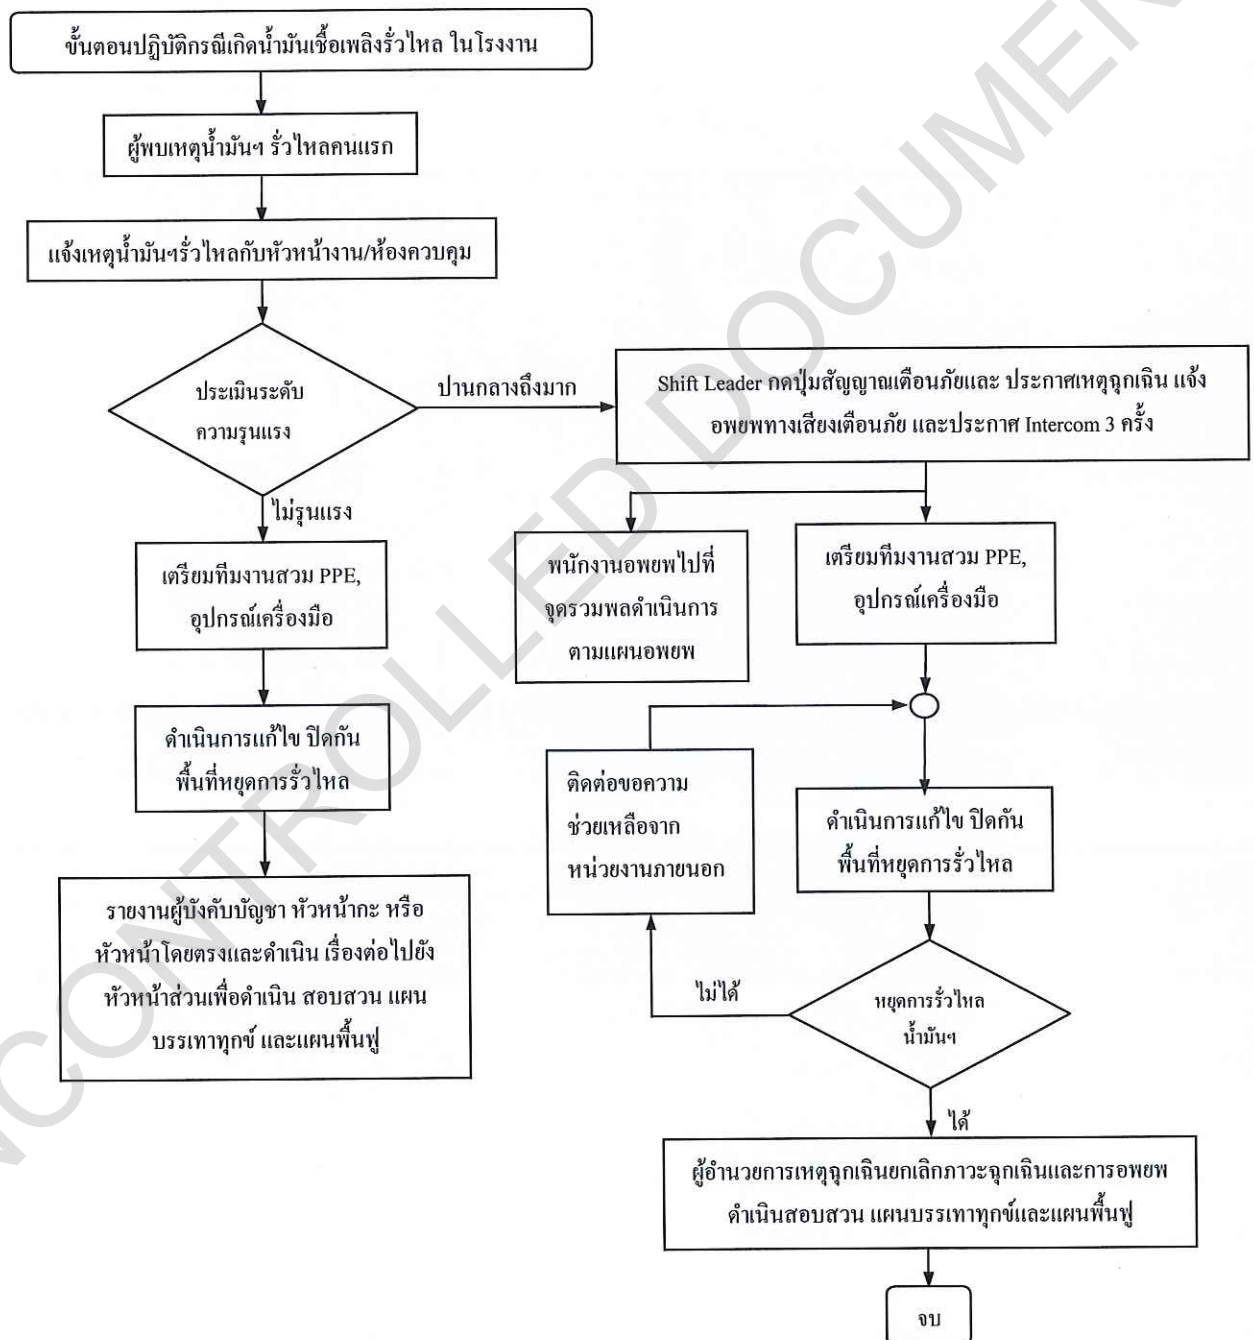 ขั้นตอนปฏิบัติกรณีเกิดน้ำมันเชื้อเพลิงรั่วไหล ในโรงงาน
ผู้พบเหตุน้ำมันฯ รั่วไหลคนแรก
แจ้งเหตุน้ำมันฯรั่วไหลกับหัวหน้างาน/ห้องควบคุม
ประเมินระดับ
ความรุนแรง
ปานกลางถึงมาก
Shift Leader กดปุ่มสัญญาณเตือนภัยและ ประกาศเหตุฉุกเฉิน แจ้ง
อพยพทางเสียงเตือนภัย และประกาศ Intercom 3 ครั้ง
ไม่รุนแรง
เตรียมทีมงานสวม PPE,
อุปกรณ์เครื่องมือ
ดำเนินการแก้ไข ปิดกั้น
พื้นที่หยุดการรั่วไหล
รายงานผู้บังคับบัญชา หัวหน้ากะ หรือ
หัวหน้าโดยตรงและดำเนิน เรื่องต่อไปยัง
หัวหน้าส่วนเพื่อดำเนิน สอบสวน แผน
บรรเทาทุกข์ และแผนฟื้นฟู
พนักงานอพยพไปที่
จุดรวมพลดำเนินการ
ตามแผนอพยพ
เตรียมทีมงานสวม PPE,
อุปกรณ์เครื่องมือ
ติดต่อขอความ
ช่วยเหลือจาก
หน่วยงานภายนอก
ดำเนินการแก้ไข ปิดกั้น
พื้นที่หยุดการรั่วไหล
ไม่ได้
หยุดการรั่วไหล
น้ำมันฯ
ได้
ผู้อำนวยการเหตุฉุกเฉินยกเลิกภาวะฉุกเฉินและการอพยพ
ดำเนินสอบสวน แผนบรรเทาทุกข์และแผนฟื้นฟู
จบ
NCONTROLLED DOCUMEN